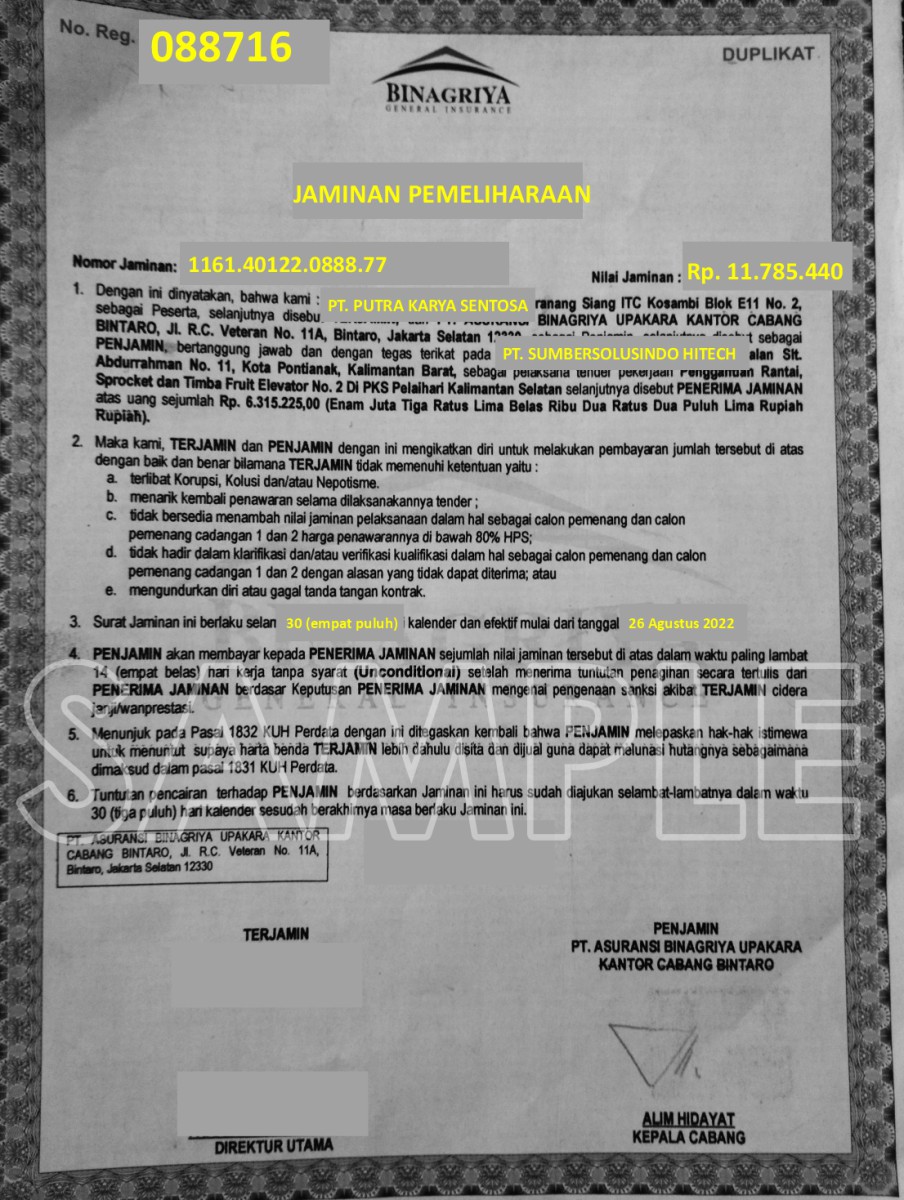 No. Reg. 088716
DUPLIKAT
BINAGRIYA
GENERAL INSURANCE
JAMINAN PEMELIHARAAN
Nomor Jaminan: 1161.40122.0888.77
Nilai Jaminan : Rp. 11.785.440
1. Dengan ini dinyatakan, bahwa kami : PT. PUTRA KARYA SENTOSA ranang Siang ITC Kosambi Blok E11 No. 2,
sebagai Peserta, selanjutnya disebu BINAGRIYA UPAKARA KANTOR CABANG
BINTARO, Jl. R.C. Veteran No. 11A, Bintaro, Jakarta Selatan sebagai
PENJAMIN, bertanggung jawab dan dengan tegas terikat pada PT. SUMBERSOLUSINDO HITECH alan Slt.
Abdurrahman No. 11, Kota Pontianak, Kalimantan Barat, sebagai pelaksana tender pekerjaan Penggantian Rantai,
Sprocket dan Timba Fruit Elevator No. 2 Di PKS Pelaihari Kalimantan Selatan selanjutnya disebut PENERIMA JAMINAN
atas uang sejumlah Rp. 6.315.225,00 (Enam Juta Tiga Ratus Lima Belas Ribu Dua Ratus Dua Puluh Lima Rupiah
Rupiah).
2. Maka kami, TERJAMIN dan PENJAMIN dengan ini mengikatkan diri untuk melakukan pembayaran jumlah tersebut di atas
dengan baik dan benar bilamana TERJAMIN tidak memenuhi ketentuan yaitu :
a. terlibat Korupsi, Kolusi dan/atau Nepotisme.
b. menarik kembali penawaran selama dilaksanakannya tender ;
c. tidak bersedia menambah nilai jaminan pelaksanaan dalam hal sebagai calon pemenang dan calon
pemenang cadangan 1 dan 2 harga penawarannya di bawah 80% HPS;
d. tidak hadir dalam klarifikasi dan/atau verifikasi kualifikasi dalam hal sebagai calon pemenang dan calon
pemenang cadangan 1 dan 2 dengan alasan yang tidak dapat diterima; atau
e. mengundurkan diri atau gagal tanda tangan kontrak.
3. Surat Jaminan ini berlaku selan 30 (empat puluh) kalender dan efektif mulai dari tanggal 26 Agustus 2022
4. PENJAMIN akan membayar kepada PENERIMA JAMINAN sejumlah nilai jaminan tersebut di atas dalam waktu paling lambat
14 (empat belas) hari kerja tanpa syarat (Unconditional) setelah menerima tuntutan penagihan secara tertulis dari
PENERIMA JAMINAN berdasar Keputusan PENERIMA JAMINAN mengenai pengenaan sanksi akibat TERJAMIN cidera
janji/wanprestasi.
5. Menunjuk pada Pasal 1832 KUH Perdata dengan ini ditegaskan kembali bahwa PENJAMIN melepaskan hak-hak istimewa
untuk menuntut supaya harta benda TERJAMIN lebih dahulu disita dan dijual guna dapat melunasi hutangnya sebagaimana
dimaksud dalam pasal 1831 KUH Perdata.
6. Tuntutan pencairan terhadap PENJAMIN berdasarkan Jaminan ini harus sudah diajukan selambat-lambatnya dalam waktu
30 (tiga puluh) hari kalender sesudah berakhirnya masa berlaku Jaminan ini.
SAMPLE
PT. ASURANSI BINAGRIYA UPAKARA KANTOR
CABANG BINTARO, Jl. R.C. Veteran No. 11A,
Bintaro, Jakarta Selatan 12330
TERJAMIN
PENJAMIN
PT. ASURANSI BINAGRIYA UPAKARA
KANTOR CABANG BINTARO
DIREKTUR UTAMA
ALIM HIDAYAT
KEPALA CABANG